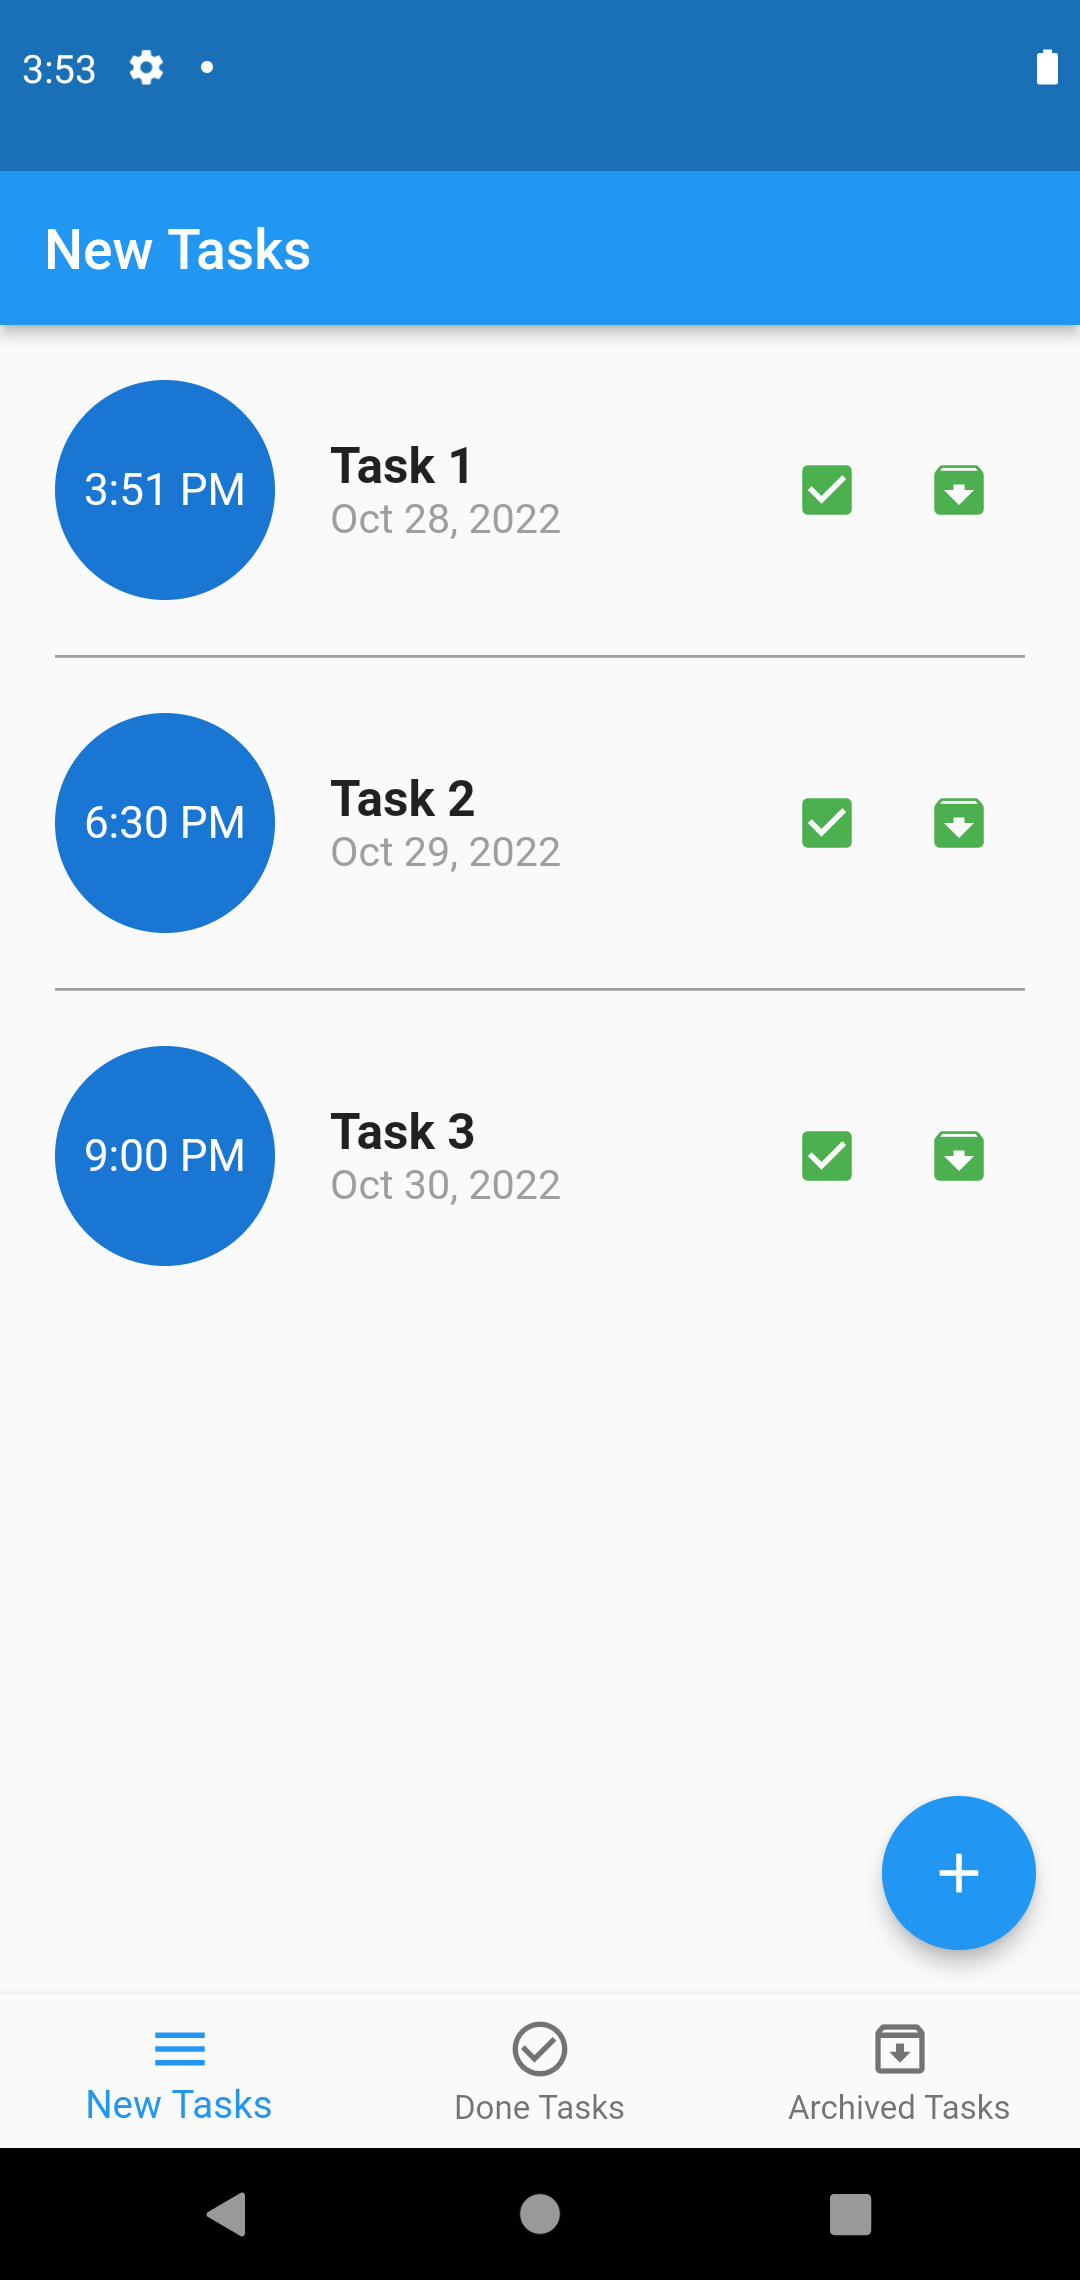 3:53
New Tasks
3:51 PM
Task 1
Oct 28, 2022
6:30 PM
Task 2
Oct 29, 2022
9:00 PM
Task 3
Oct 30, 2022
New Tasks
Done Tasks
Archived Tasks